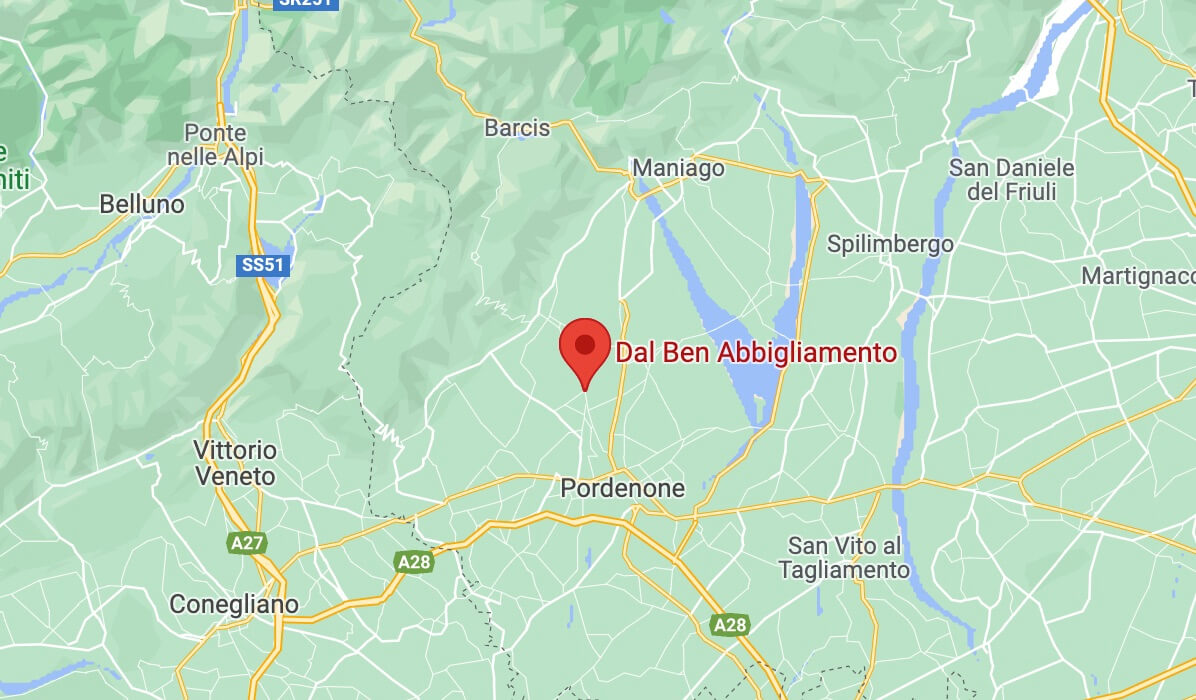 SR251
Barcis
Ponte
nelle Alpi
Maniago
San Daniele
del Friuli
Belluno
Spilimbergo
SS51
Martignacc
Dal Ben Abbigliamento
Vittorio
Veneto
Pordenone
A27
A28
San Vito al
Tagliamento
Conegliano
A28